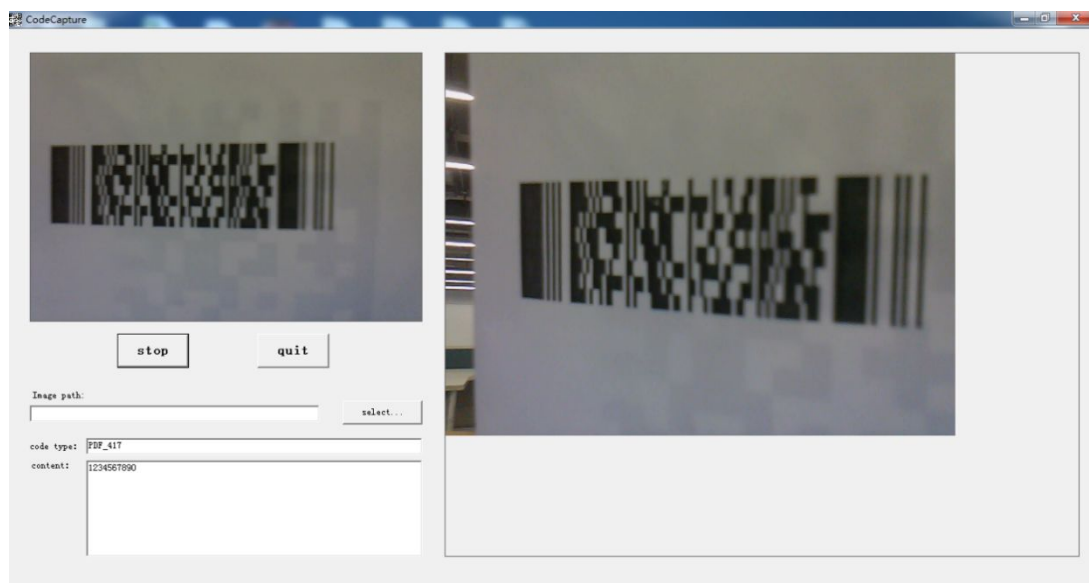 CodeCapture
stop
quit
Image path:
select...
code type:
PDF_417
content:
1234567890